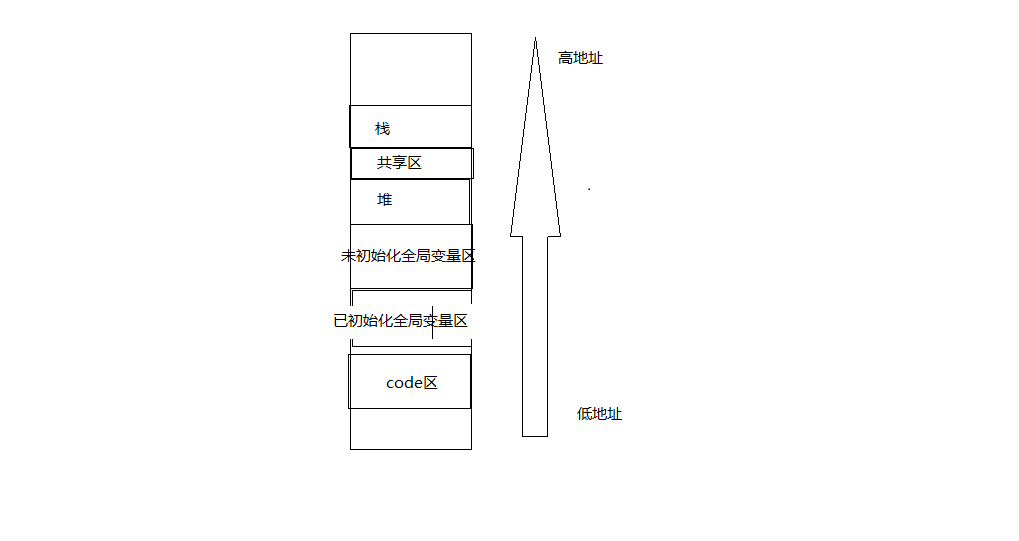 高地址
栈
共享区
堆
未初始化全局变量区
已初始化全局变量区
code区
低地址